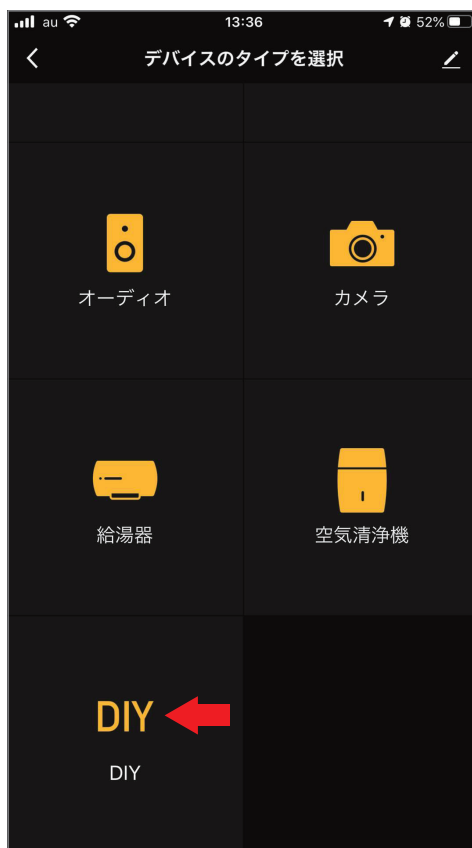 au 13:36 52%
デバイスのタイプを選択
オーディオ カメラ
給湯器 空気清浄機
DIY
DIY